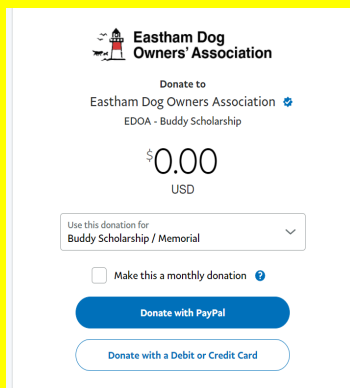 Eastham Dog
Owners' Association
Donate to
Eastham Dog Owners Association
EDOA - Buddy Scholarship
$0.00
USD
Use this donation for
Buddy Scholarship / Memorial
Make this a monthly donation ?
Donate with PayPal
Donate with a Debit or Credit Card